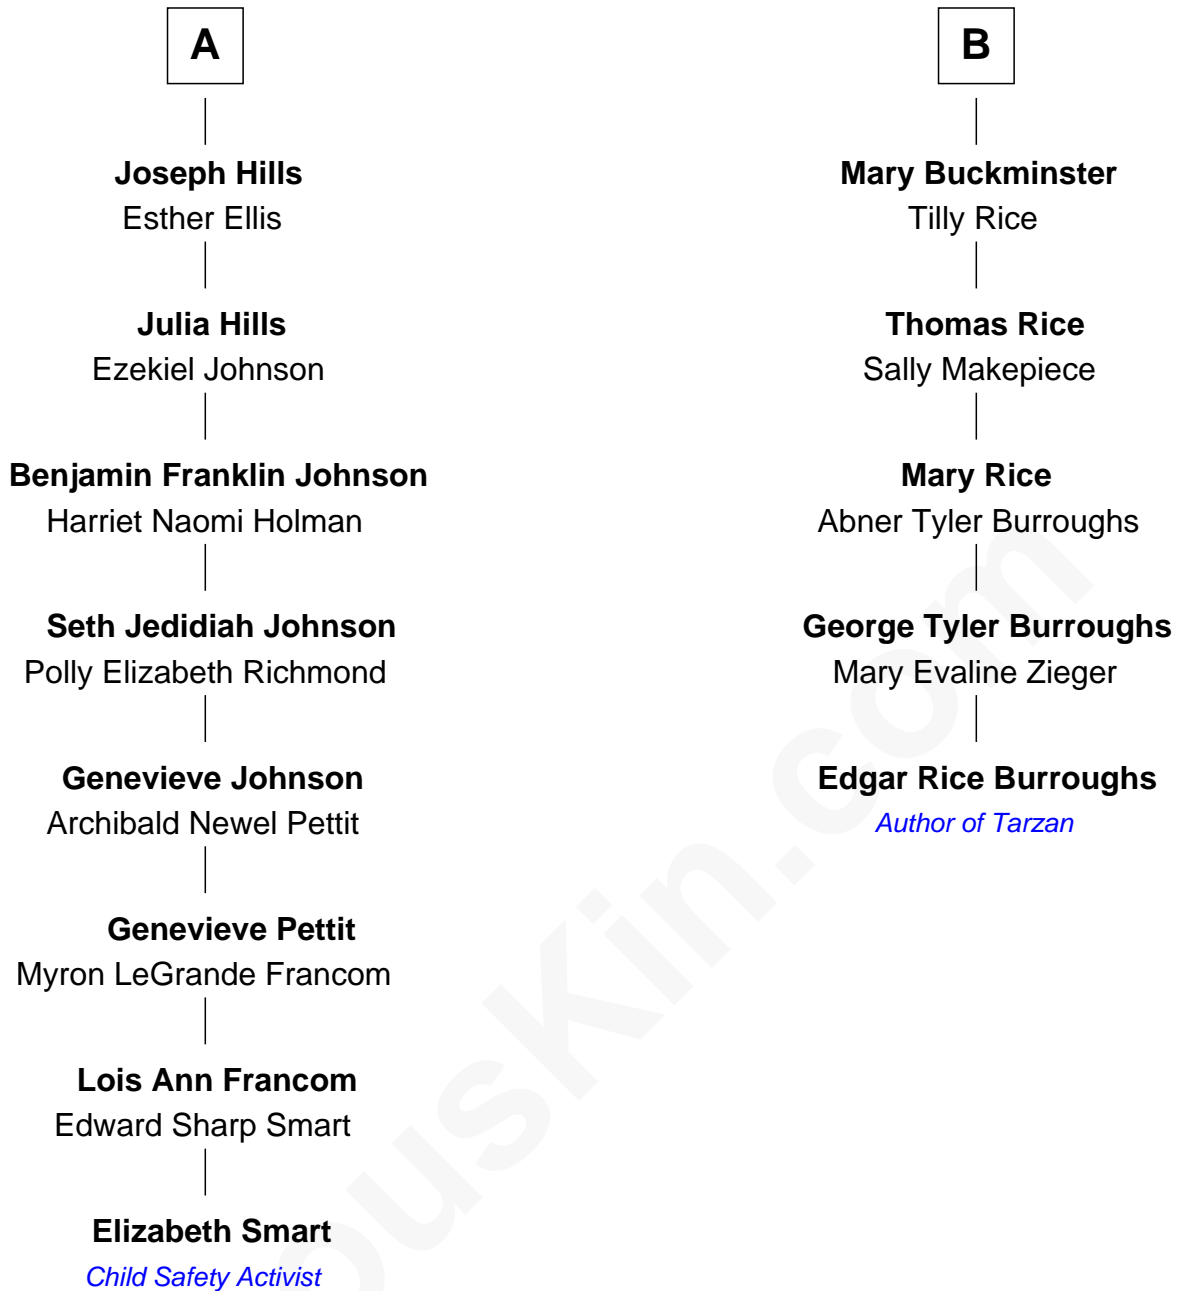 A
Joseph Hills
Esther Ellis
Julia Hills
Ezekiel Johnson
Benjamin Franklin Johnson
Harriet Naomi Holman
Seth Jedidiah Johnson
Polly Elizabeth Richmond
Genevieve Johnson
Archibald Newel Pettit
Genevieve Pettit
Myron LeGrande Francom
Lois Ann Francom
Edward Sharp Smart
Elizabeth Smart
Child Safety Activist
B
Mary Buckminster
Tilly Rice
Thomas Rice
Sally Makepiece
Mary Rice
Abner Tyler Burroughs
George Tyler Burroughs
Mary Evaline Zieger
Edgar Rice Burroughs
Author of Tarzan
ousKin.com